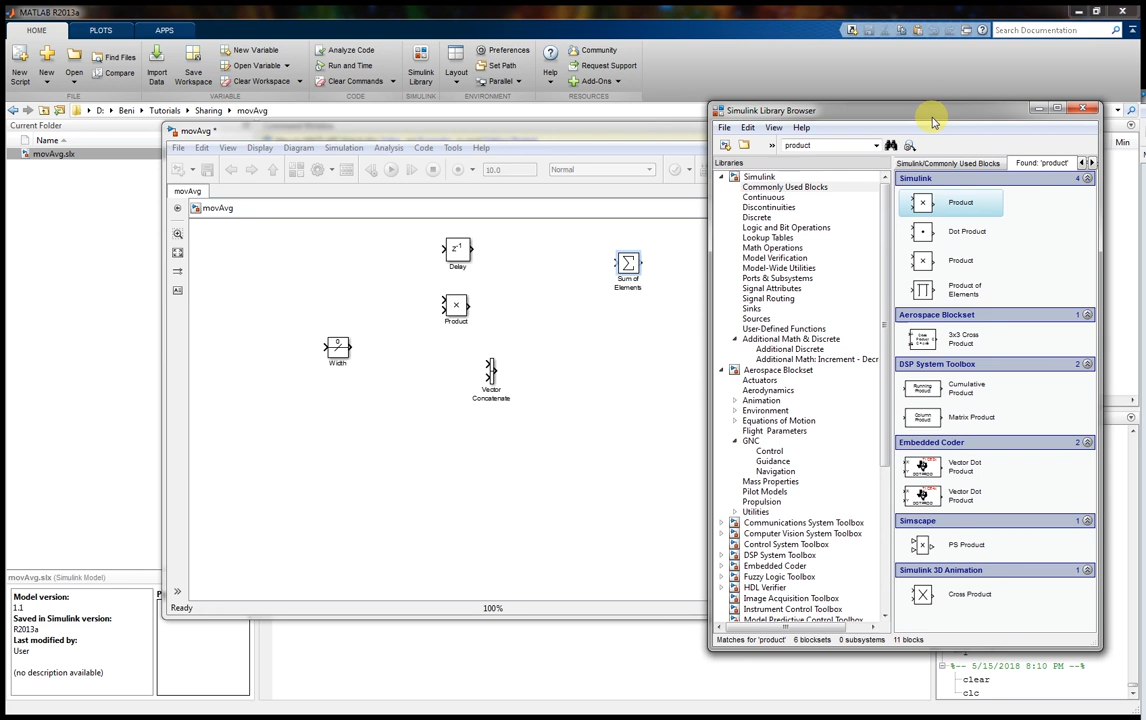 MATLAB R2013a
HOME
PLOTS
APPS
Search Documentation
New Script
New
Open
Find Files
Compare
Import Data
Save Workspace
New Variable
Open Variable
Clear Workspace
Analyze Code
Run and Time
Clear Commands
Simulink Library
Layout
Preferences
Set Path
Parallel
Help
Community
Request Support
Add-Ons
FILE
VARIABLE
CODE
SIMULINK
ENVIRONMENT
RESOURCES
D: Beni Tutorials Sharing movAvg
Current Folder
Name
movAvg.slx
movAvg *
File Edit View Display Diagram Simulation Analysis Code Tools Help
10.0
Normal
movAvg
movAvg
z-1
Delay
×
Product
0
Width
Vector
Concatenate
Σ
Sum of
Elements
Ready
100%
movAvg.slx (Simulink Model)
Model version:
1.1
Saved in Simulink version:
R2013a
Last modified by:
User
(no description available)
Simulink Library Browser
File Edit View Help
» product
Libraries
Simulink
Commonly Used Blocks
Continuous
Discontinuities
Discrete
Logic and Bit Operations
Lookup Tables
Math Operations
Model Verification
Model-Wide Utilities
Ports & Subsystems
Signal Attributes
Signal Routing
Sinks
Sources
User-Defined Functions
Additional Math & Discrete
Additional Discrete
Additional Math: Increment - Decr
Aerospace Blockset
Actuators
Aerodynamics
Animation
Environment
Equations of Motion
Flight Parameters
GNC
Control
Guidance
Navigation
Mass Properties
Pilot Models
Propulsion
Utilities
Communications System Toolbox
Computer Vision System Toolbox
Control System Toolbox
DSP System Toolbox
Embedded Coder
Fuzzy Logic Toolbox
HDL Verifier
Image Acquisition Toolbox
Instrument Control Toolbox
Model Predictive Control Toolbox
Simulink/Commonly Used Blocks
Found: 'product'
Simulink 4
Product
Dot Product
Product
Product of
Elements
Aerospace Blockset 1
3x3 Cross
Product
DSP System Toolbox 2
Cumulative
Product
Matrix Product
Embedded Coder 2
Vector Dot
Product
Vector Dot
Product
Simscape 1
PS Product
Simulink 3D Animation 1
Cross Product
Matches for 'product' 6 blocksets 0 subsystems 11 blocks
Min
%-- 5/15/2018 8:10 PM --%
clear
clc